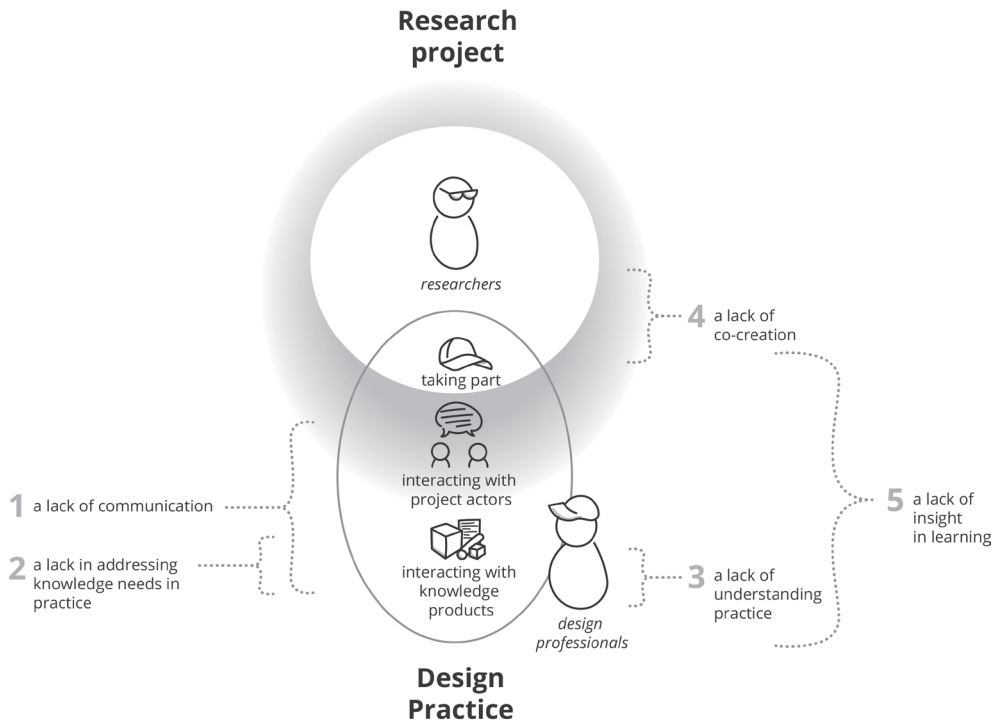 Research
project
researchers
4 a lack of
co-creation
taking part
interacting with
project actors
1 a lack of communication
5 a lack of
insight
in learning
2 a lack in addressing
knowledge needs in
practice
interacting with
knowledge
products
3 a lack of
understanding
practice
design
professionals
Design
Practice